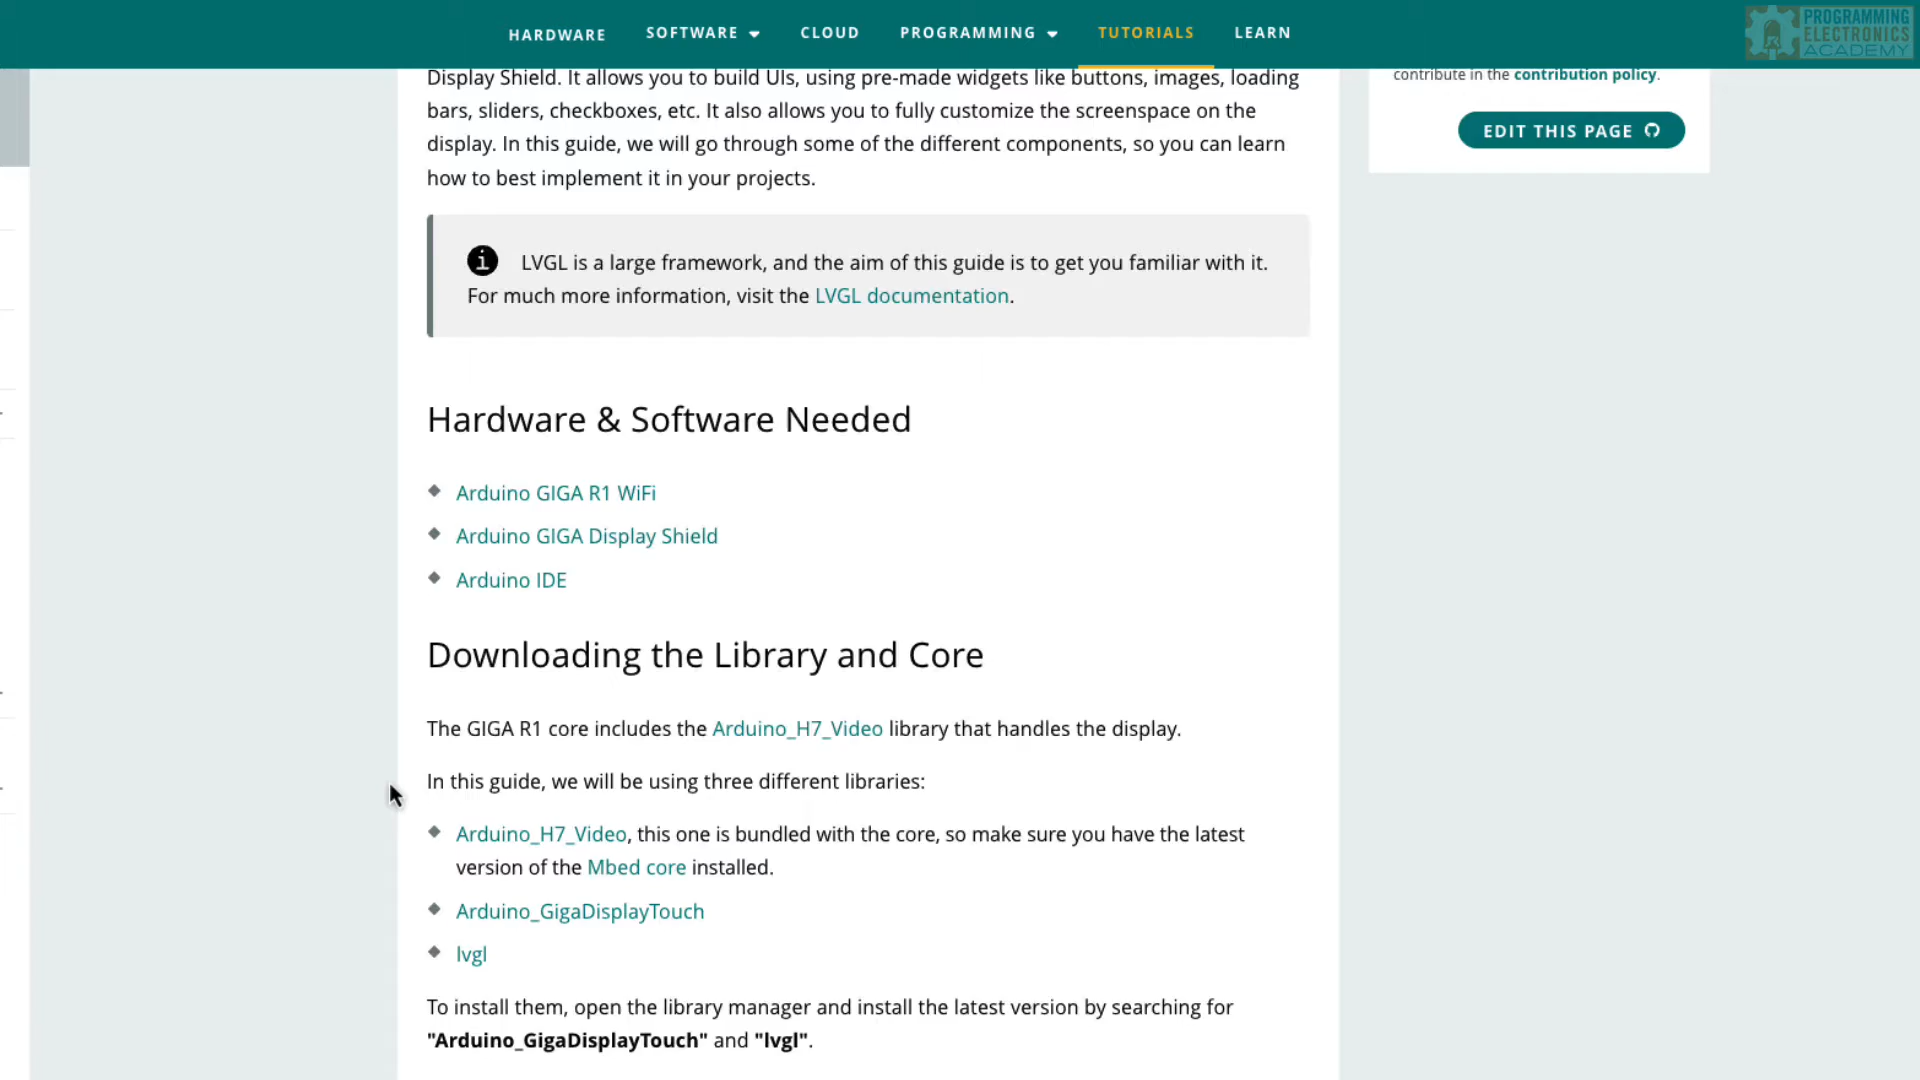 HARDWARE
SOFTWARE
CLOUD
PROGRAMMING
TUTORIALS
LEARN
PROGRAMMING
ELECTRONICS
ACADEMY
Display Shield. It allows you to build UIs, using pre-made widgets like buttons, images, loading
bars, sliders, checkboxes, etc. It also allows you to fully customize the screenspace on the
display. In this guide, we will go through some of the different components, so you can learn
how to best implement it in your projects.
contribute in the contribution policy.
EDIT THIS PAGE
LVGL is a large framework, and the aim of this guide is to get you familiar with it.
For much more information, visit the LVGL documentation.
Hardware & Software Needed
Arduino GIGA R1 WiFi
Arduino GIGA Display Shield
Arduino IDE
Downloading the Library and Core
The GIGA R1 core includes the Arduino_H7_Video library that handles the display.
In this guide, we will be using three different libraries:
Arduino_H7_Video, this one is bundled with the core, so make sure you have the latest
version of the Mbed core installed.
Arduino_GigaDisplayTouch
lvgl
To install them, open the library manager and install the latest version by searching for
"Arduino_GigaDisplayTouch" and "lvgl".